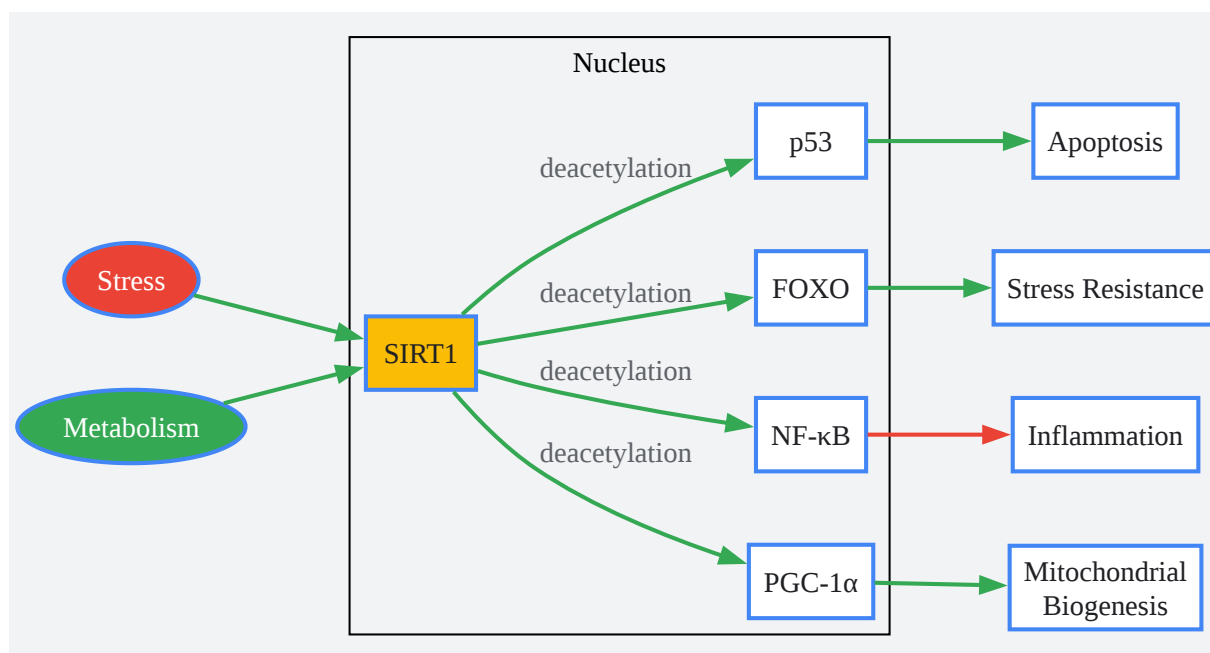 Nucleus
Stress
Metabolism
SIRT1
deacetylation
deacetylation
deacetylation
deacetylation
p53
FOXO
NF-κB
PGC-1α
Apoptosis
Stress Resistance
Inflammation
Mitochondrial
Biogenesis